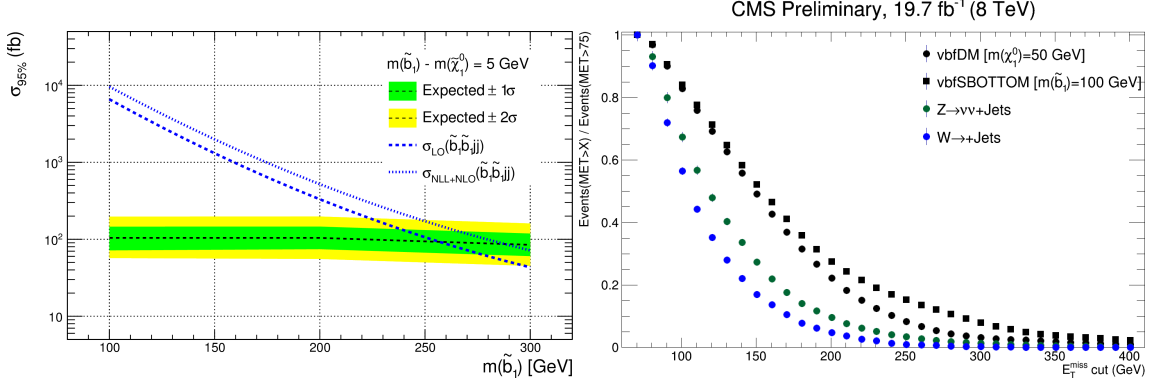 σ95% (fb)
10⁴
10³
10²
10
m(b̃₁) - m(χ̃₁⁰) = 5 GeV
Expected ± 1σ
Expected ± 2σ
σLO(b̃₁b̃₁jj)
σNLL+NLO(b̃₁b̃₁jj)
100 150 200 250 300
m(b̃₁) [GeV]
CMS Preliminary, 19.7 fb⁻¹ (8 TeV)
Events(MET>X) / Events(MET>75)
1
0.8
0.6
0.4
0.2
0
vbfDM [m(χ₁⁰)=50 GeV]
vbfSBOTTOM [m(b̃₁)=100 GeV]
Z→νν+Jets
W→+Jets
100 150 200 250 300 350 400
E_T^miss cut (GeV)